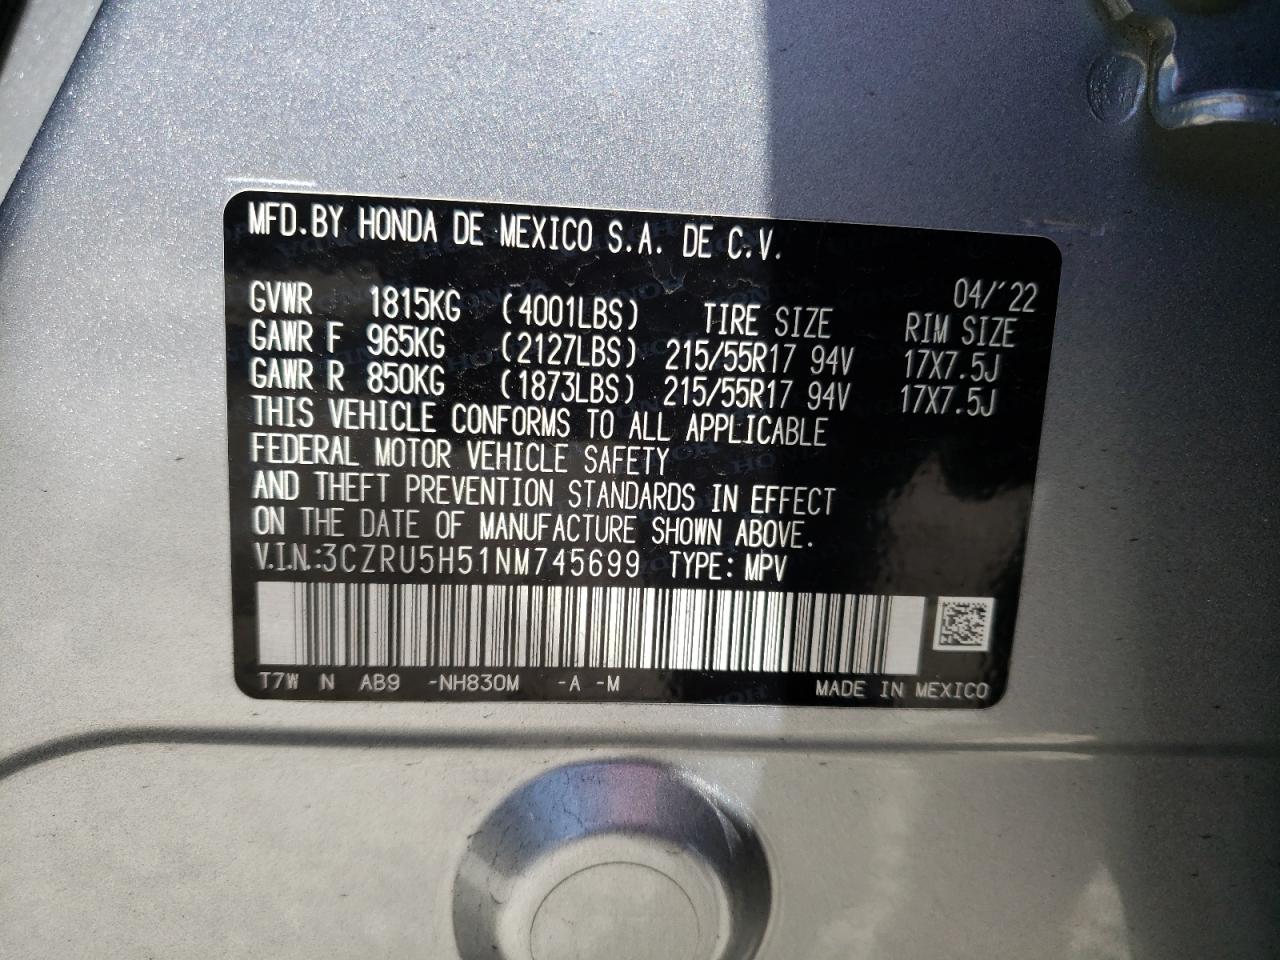 MFD.BY HONDA DE MEXICO S.A. DE C.V.
04/'22
GVWR 1815KG (4001LBS) TIRE SIZE RIM SIZE
GAWR F 965KG (2127LBS) 215/55R17 94V 17X7.5J
GAWR R 850KG (1873LBS) 215/55R17 94V 17X7.5J
THIS VEHICLE CONFORMS TO ALL APPLICABLE
FEDERAL MOTOR VEHICLE SAFETY
AND THEFT PREVENTION STANDARDS IN EFFECT
ON THE DATE OF MANUFACTURE SHOWN ABOVE.
V.I.N.:3CZRU5H51NM745699 TYPE: MPV
T7W N AB9 -NH830M -A -M MADE IN MEXICO